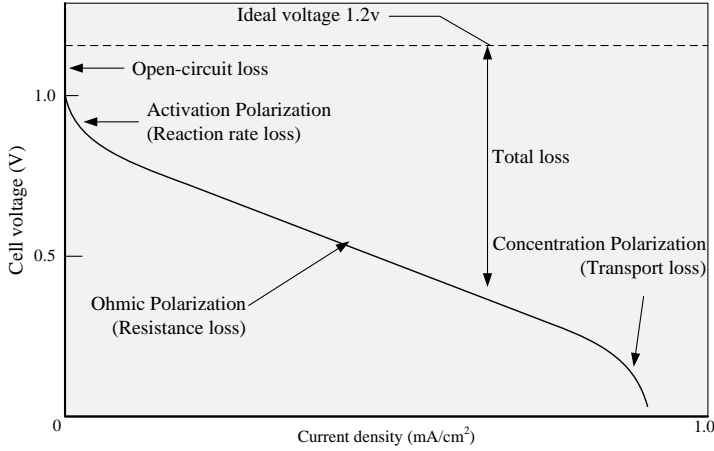 Ideal voltage 1.2v
Open-circuit loss
1.0
Activation Polarization
(Reaction rate loss)
Total loss
Cell voltage (V)
0.5
Concentration Polarization
(Transport loss)
Ohmic Polarization
(Resistance loss)
0
Current density (mA/cm²)
1.0